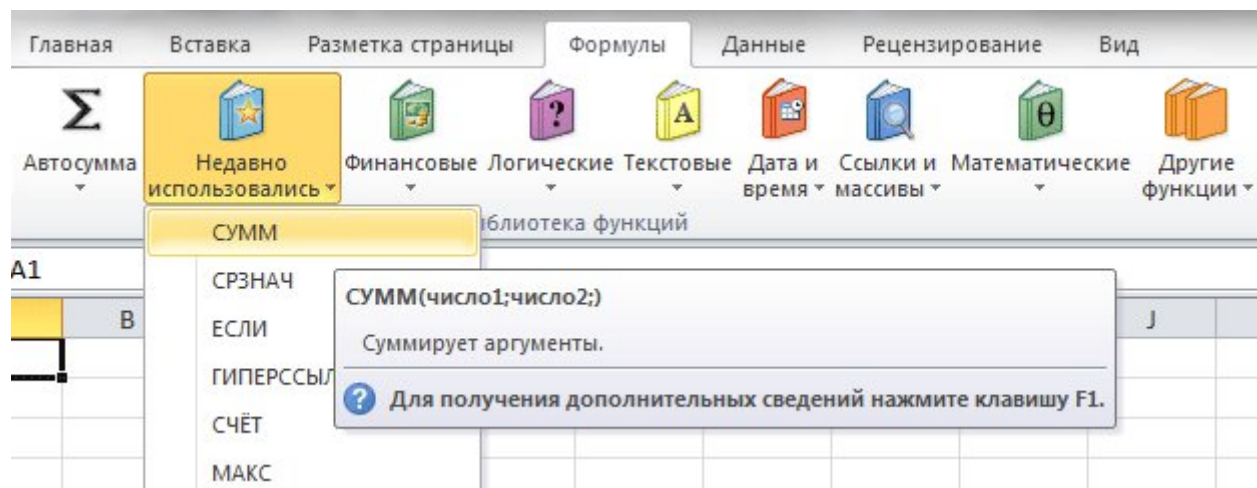 Главная Вставка Разметка страницы Формулы Данные Рецензирование Вид
Σ ? A θ
Автосумма Недавно использовались Финансовые Логические Текстовые Дата и время Ссылки и массивы Математические Другие функции
иблиотека функций
СУММ
A1
СРЗНАЧ
СУММ(число1;число2;)
B J
ЕСЛИ
Суммирует аргументы.
ГИПЕРССЫЛ
? Для получения дополнительных сведений нажмите клавишу F1.
СЧЁТ
МАКС